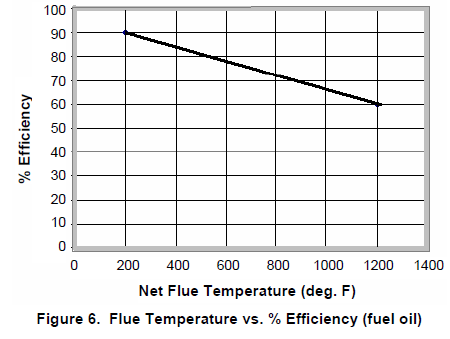 100
90
80
70
60
50
40
30
20
10
0
% Efficiency
0 200 400 600 800 1000 1200 1400
Net Flue Temperature (deg. F)
Figure 6. Flue Temperature vs. % Efficiency (fuel oil)